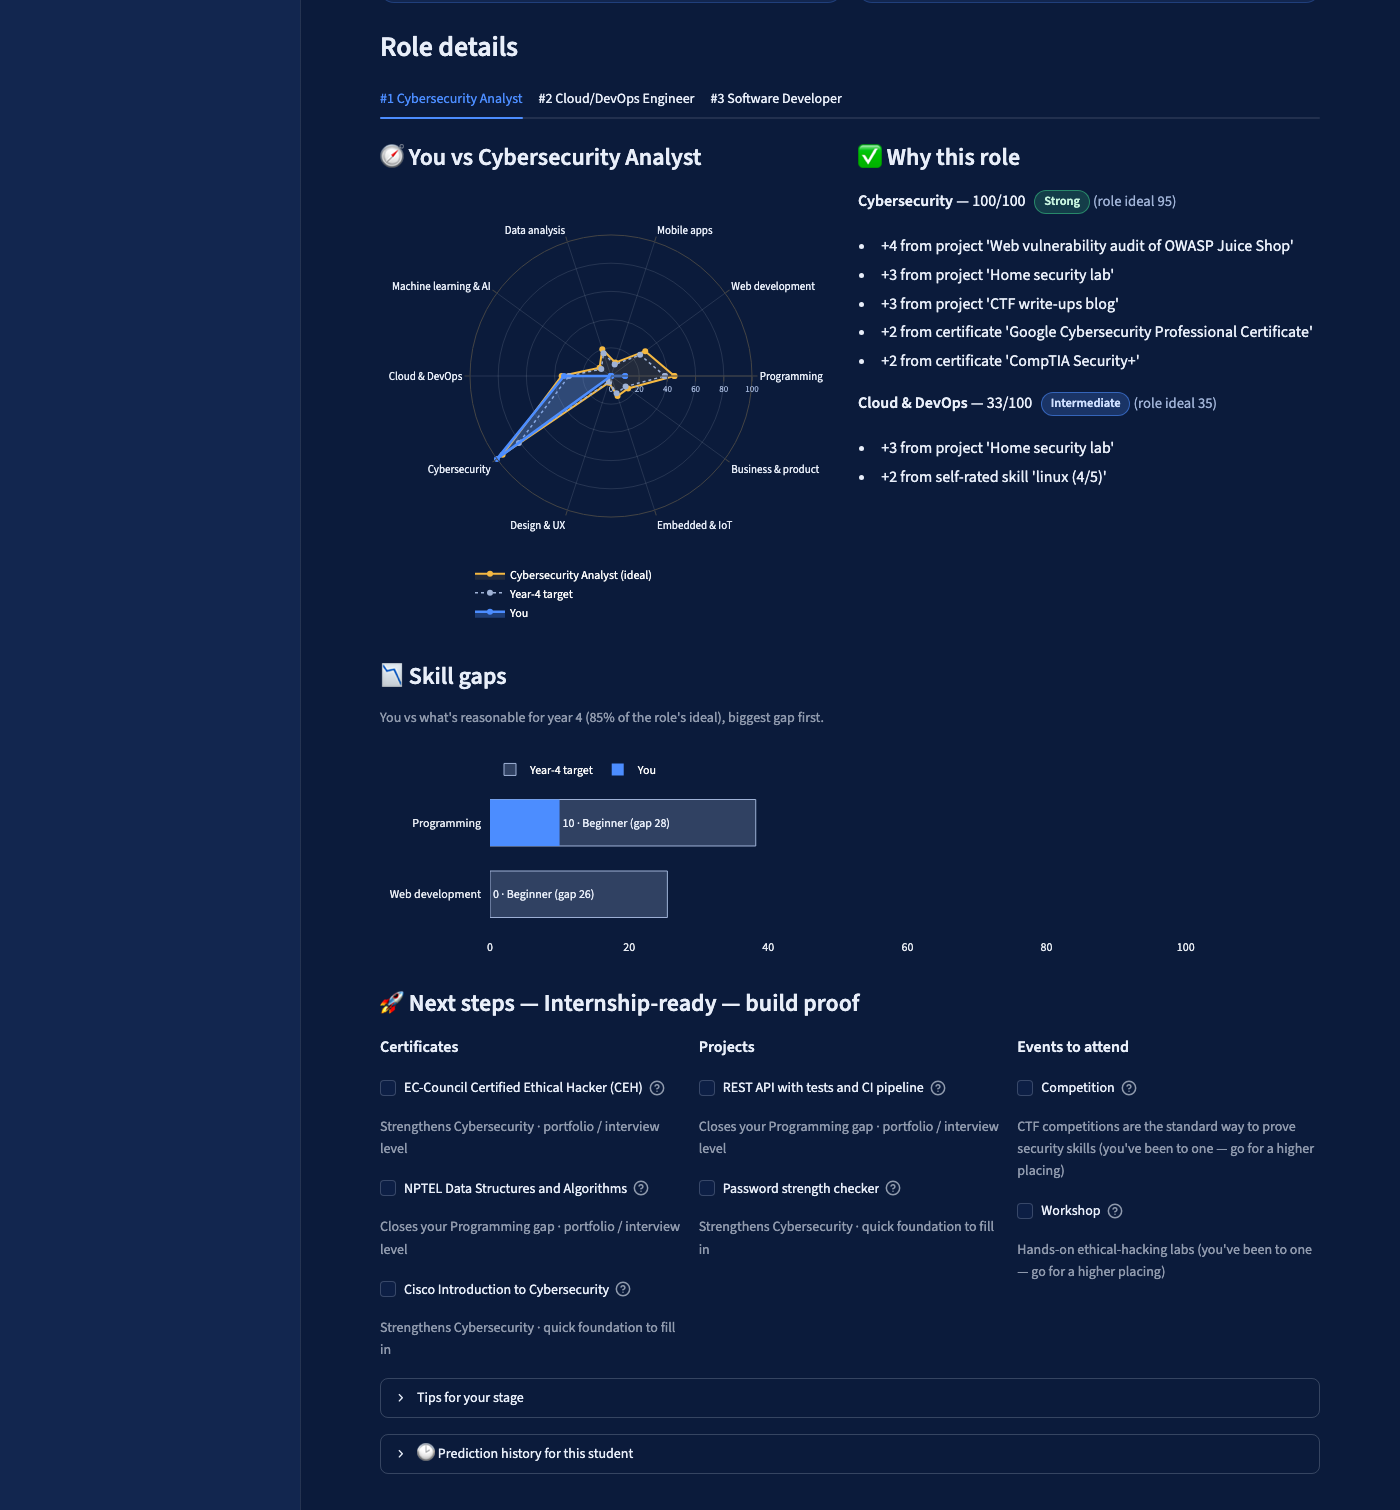 Role details
#1 Cybersecurity Analyst
#2 Cloud/DevOps Engineer
#3 Software Developer
You vs Cybersecurity Analyst
Data analysis
Mobile apps
Machine learning & AI
Web development
Cloud & DevOps
Programming
0 20 40 60 80 100
Cybersecurity
Business & product
Design & UX
Embedded & IoT
Cybersecurity Analyst (ideal)
Year-4 target
You
Why this role
Cybersecurity — 100/100 Strong (role ideal 95)
+4 from project 'Web vulnerability audit of OWASP Juice Shop'
+3 from project 'Home security lab'
+3 from project 'CTF write-ups blog'
+2 from certificate 'Google Cybersecurity Professional Certificate'
+2 from certificate 'CompTIA Security+'
Cloud & DevOps — 33/100 Intermediate (role ideal 35)
+3 from project 'Home security lab'
+2 from self-rated skill 'linux (4/5)'
Skill gaps
You vs what's reasonable for year 4 (85% of the role's ideal), biggest gap first.
Year-4 target
You
Programming
10 · Beginner (gap 28)
Web development
0 · Beginner (gap 26)
0 20 40 60 80 100
Next steps — Internship-ready — build proof
Certificates
EC-Council Certified Ethical Hacker (CEH) ?
Strengthens Cybersecurity · portfolio / interview
level
NPTEL Data Structures and Algorithms ?
Closes your Programming gap · portfolio / interview
level
Cisco Introduction to Cybersecurity ?
Strengthens Cybersecurity · quick foundation to fill
in
Projects
REST API with tests and CI pipeline ?
Closes your Programming gap · portfolio / interview
level
Password strength checker ?
Strengthens Cybersecurity · quick foundation to fill
in
Events to attend
Competition ?
CTF competitions are the standard way to prove
security skills (you've been to one — go for a higher
placing)
Workshop ?
Hands-on ethical-hacking labs (you've been to one
— go for a higher placing)
Tips for your stage
Prediction history for this student